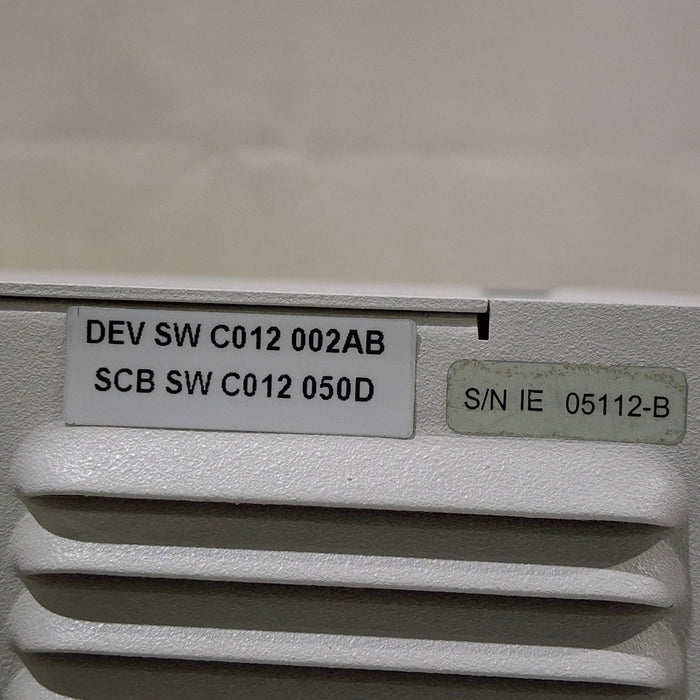 DEV SW C012 002AB
SCB SW C012 050D
S/N IE 05112-B